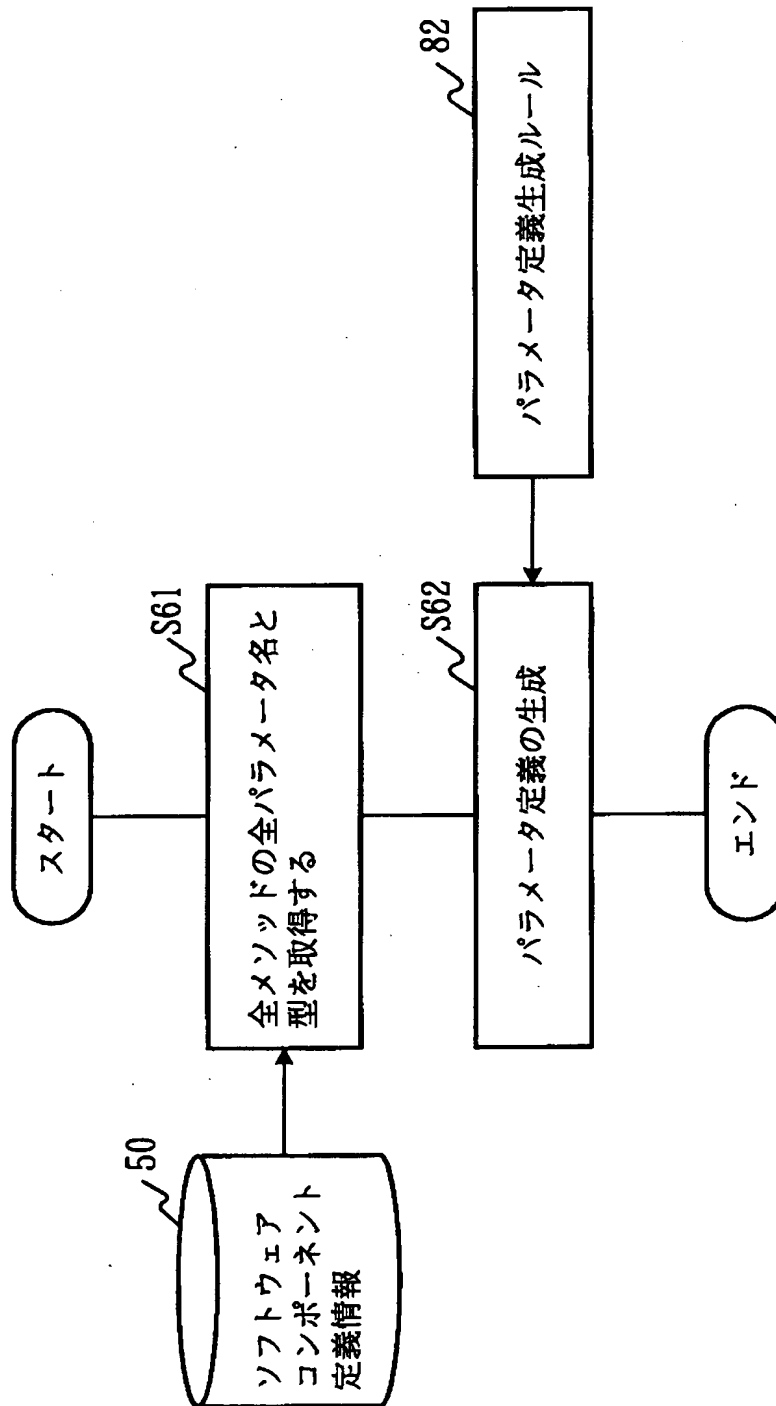 スタート
50
ソフトウェア
コンポーネント
定義情報
S61
全メソッドの全パラメータ名と
型を取得する
S62
パラメータ定義の生成
82
パラメータ定義生成ルール
エンド